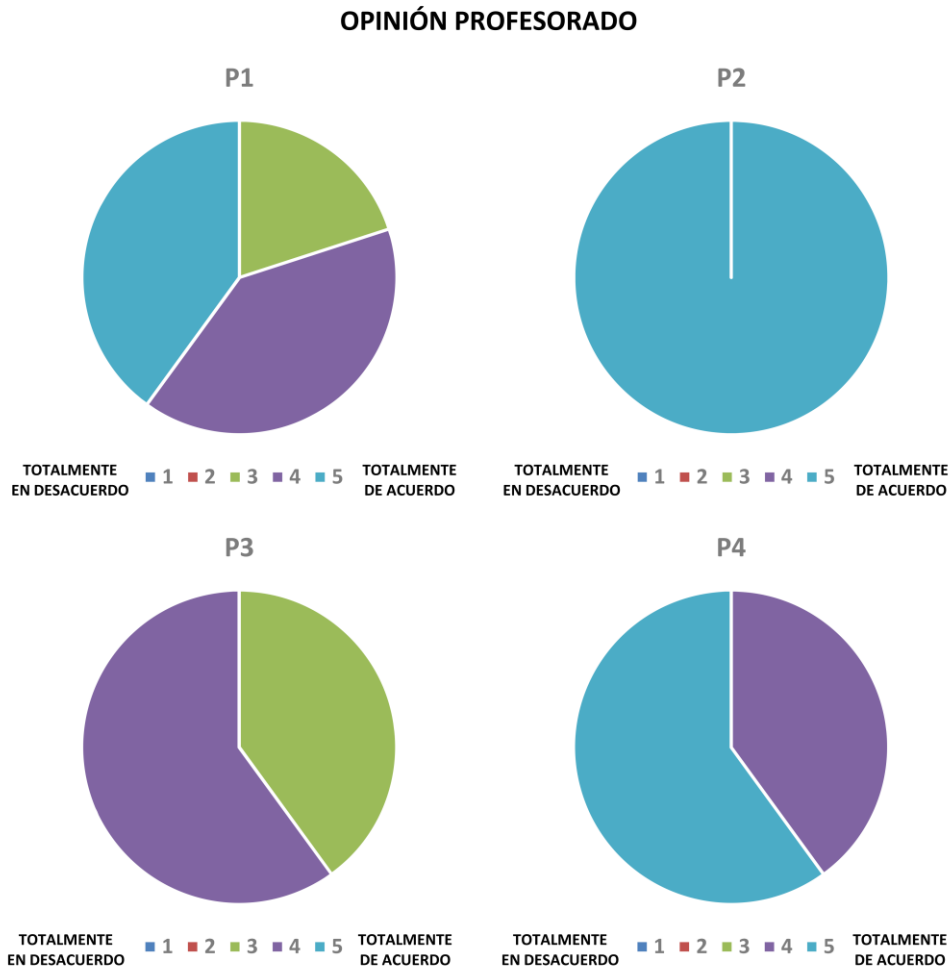 OPINIÓN PROFESORADO
P1
TOTALMENTE
EN DESACUERDO
1 2 3 4 5
TOTALMENTE
DE ACUERDO
P2
TOTALMENTE
EN DESACUERDO
1 2 3 4 5
TOTALMENTE
DE ACUERDO
P3
TOTALMENTE
EN DESACUERDO
1 2 3 4 5
TOTALMENTE
DE ACUERDO
P4
TOTALMENTE
EN DESACUERDO
1 2 3 4 5
TOTALMENTE
DE ACUERDO